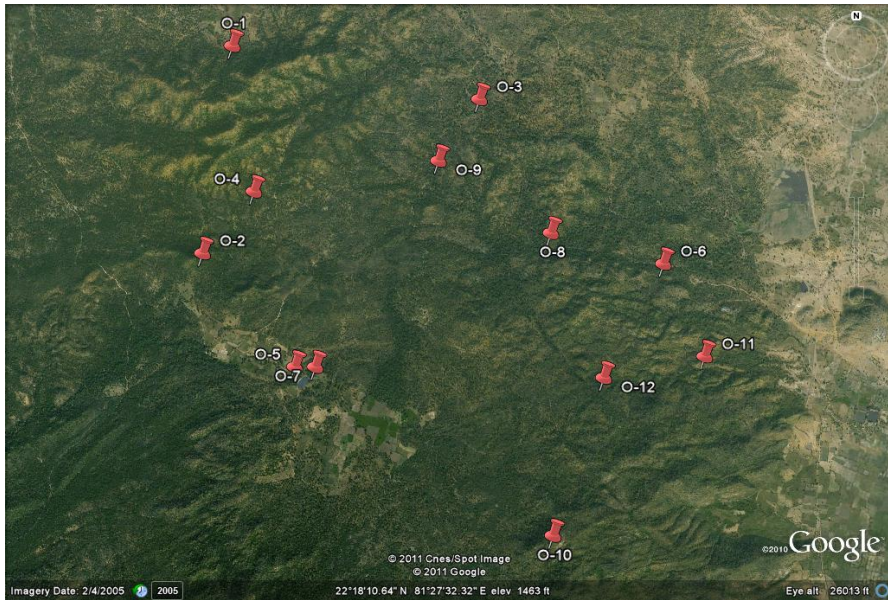 N
O-1
O-3
O-9
O-4
O-2
O-8
O-6
O-11
O-5
O-7
O-12
O-10
© 2011 Cnes/Spot Image
© 2011 Google
©2010 Google
Imagery Date: 2/4/2005 2005 22°18'10.64" N 81°27'32.32" E elev 1463 ft Eye alt 26013 ft